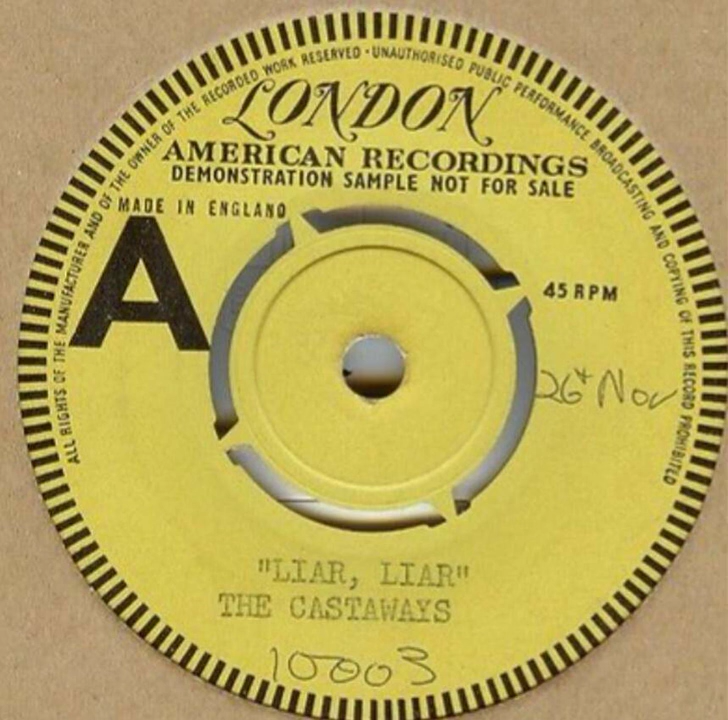 ALL RIGHTS OF THE MANUFACTURER AND OF THE OWNER OF THE RECORDED WORK RESERVED · UNAUTHORISED PUBLIC PERFORMANCE BROADCASTING AND COPYING OF THIS RECORD PROHIBITED
LONDON
AMERICAN RECORDINGS
DEMONSTRATION SAMPLE NOT FOR SALE
MADE IN ENGLAND
A
45 RPM
26th Nov
"LIAR, LIAR"
THE CASTAWAYS
10003